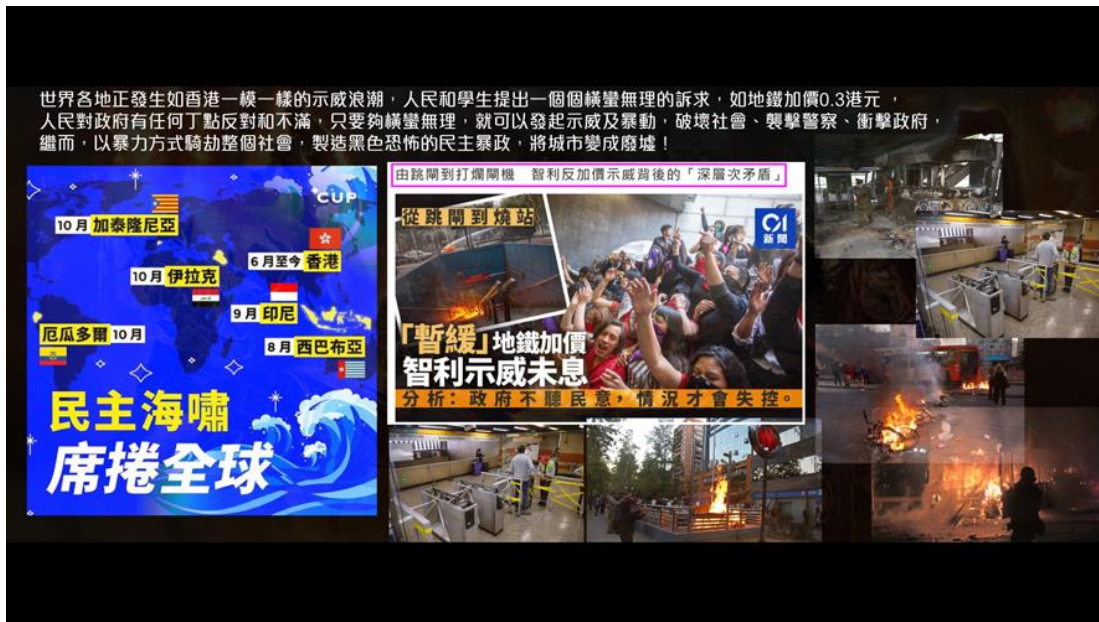 世界各地正發生如香港一模一樣的示威浪潮，人民和學生提出一個個橫蠻無理的訴求，如地鐵加價0.3港元 ，
人民對政府有任何丁點反對和不滿，只要夠橫蠻無理，就可以發起示威及暴動，破壞社會、襲擊警察、衝擊政府，
繼而，以暴力方式騎劫整個社會，製造黑色恐怖的民主暴政，將城市變成廢墟！
CUP
10月 加泰隆尼亞
6月至今 香港
10月 伊拉克
9月 印尼
厄瓜多爾 10月
8月 西巴布亞
民主海嘯
席捲全球
由跳閘到打爛閘機 智利反加價示威背後的「深層次矛盾」
從跳閘到燒站
01
新聞
「暫緩」地鐵加價
智利示威未息
分析：政府不聽民意，情況才會失控。